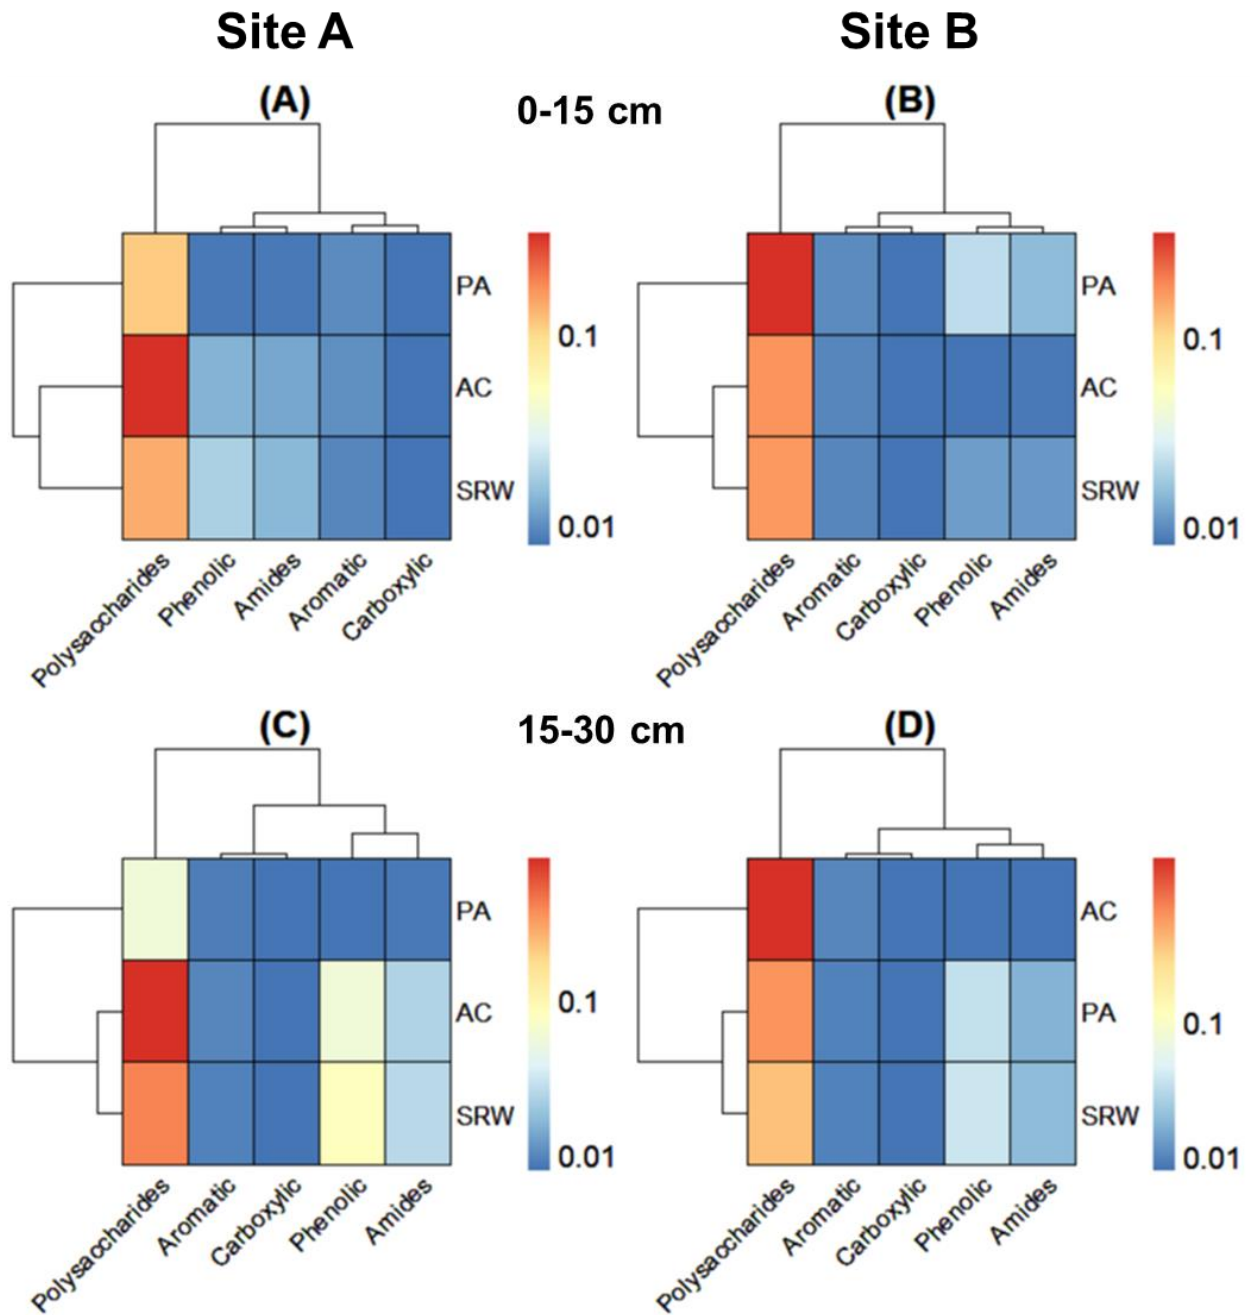 Site A
Site B
(A)
0-15 cm
(B)
PA
AC
SRW
0.1
0.01
PA
AC
SRW
0.1
0.01
Polysaccharides
Phenolic
Amides
Aromatic
Carboxylic
Polysaccharides
Aromatic
Carboxylic
Phenolic
Amides
(C)
15-30 cm
(D)
PA
AC
SRW
0.1
0.01
AC
PA
SRW
0.1
0.01
Polysaccharides
Aromatic
Carboxylic
Phenolic
Amides
Polysaccharides
Aromatic
Carboxylic
Phenolic
Amides